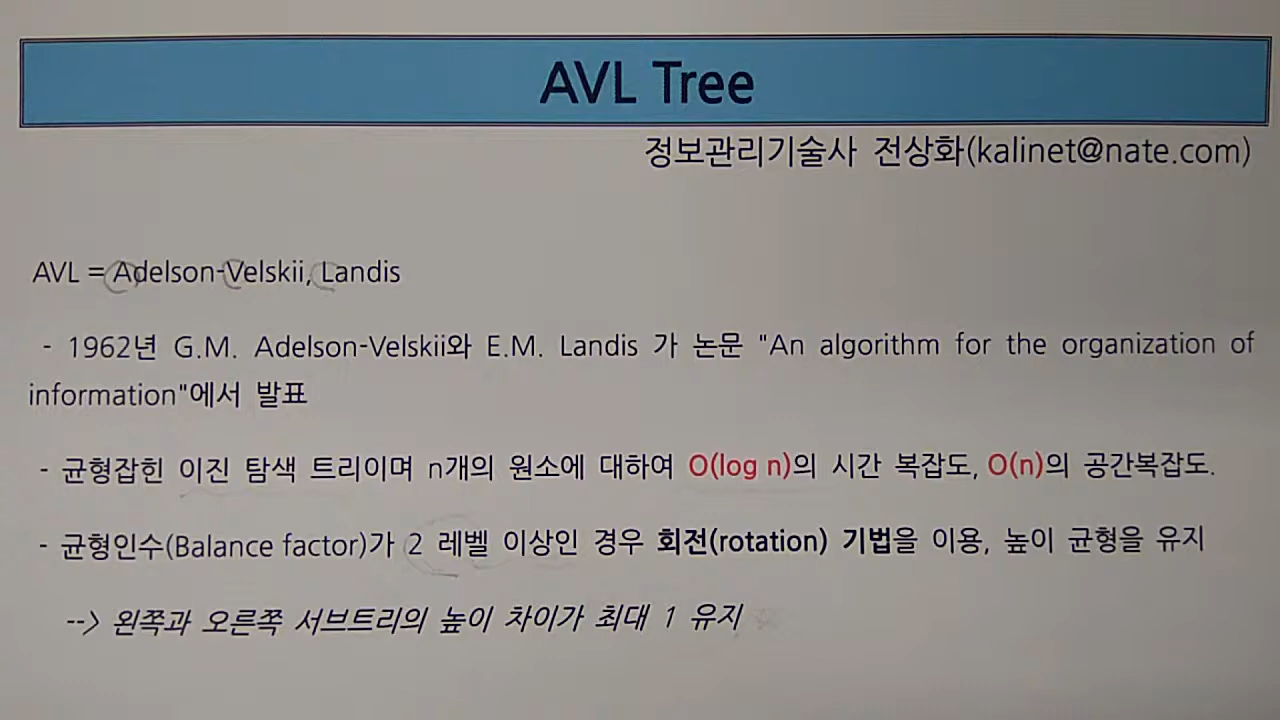 AVL Tree
정보관리기술사 전상화(kalinet@nate.com)
AVL = Adelson-Velskii, Landis
- 1962년 G.M. Adelson-Velskii와 E.M. Landis 가 논문 "An algorithm for the organization of
information"에서 발표
- 균형잡힌 이진 탐색 트리이며 n개의 원소에 대하여 O(log n)의 시간 복잡도, O(n)의 공간복잡도.
- 균형인수(Balance factor)가 2 레벨 이상인 경우 회전(rotation) 기법을 이용, 높이 균형을 유지
--> 왼쪽과 오른쪽 서브트리의 높이 차이가 최대 1 유지